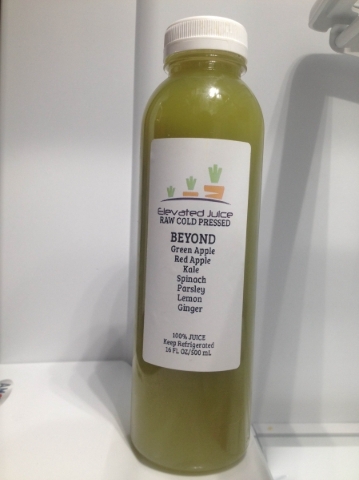 Elevated Juice
RAW COLD PRESSED
BEYOND
Green Apple
Red Apple
Kale
Spinach
Parsley
Lemon
Ginger
100% JUICE
Keep Refrigerated
16 FL OZ/500 mL